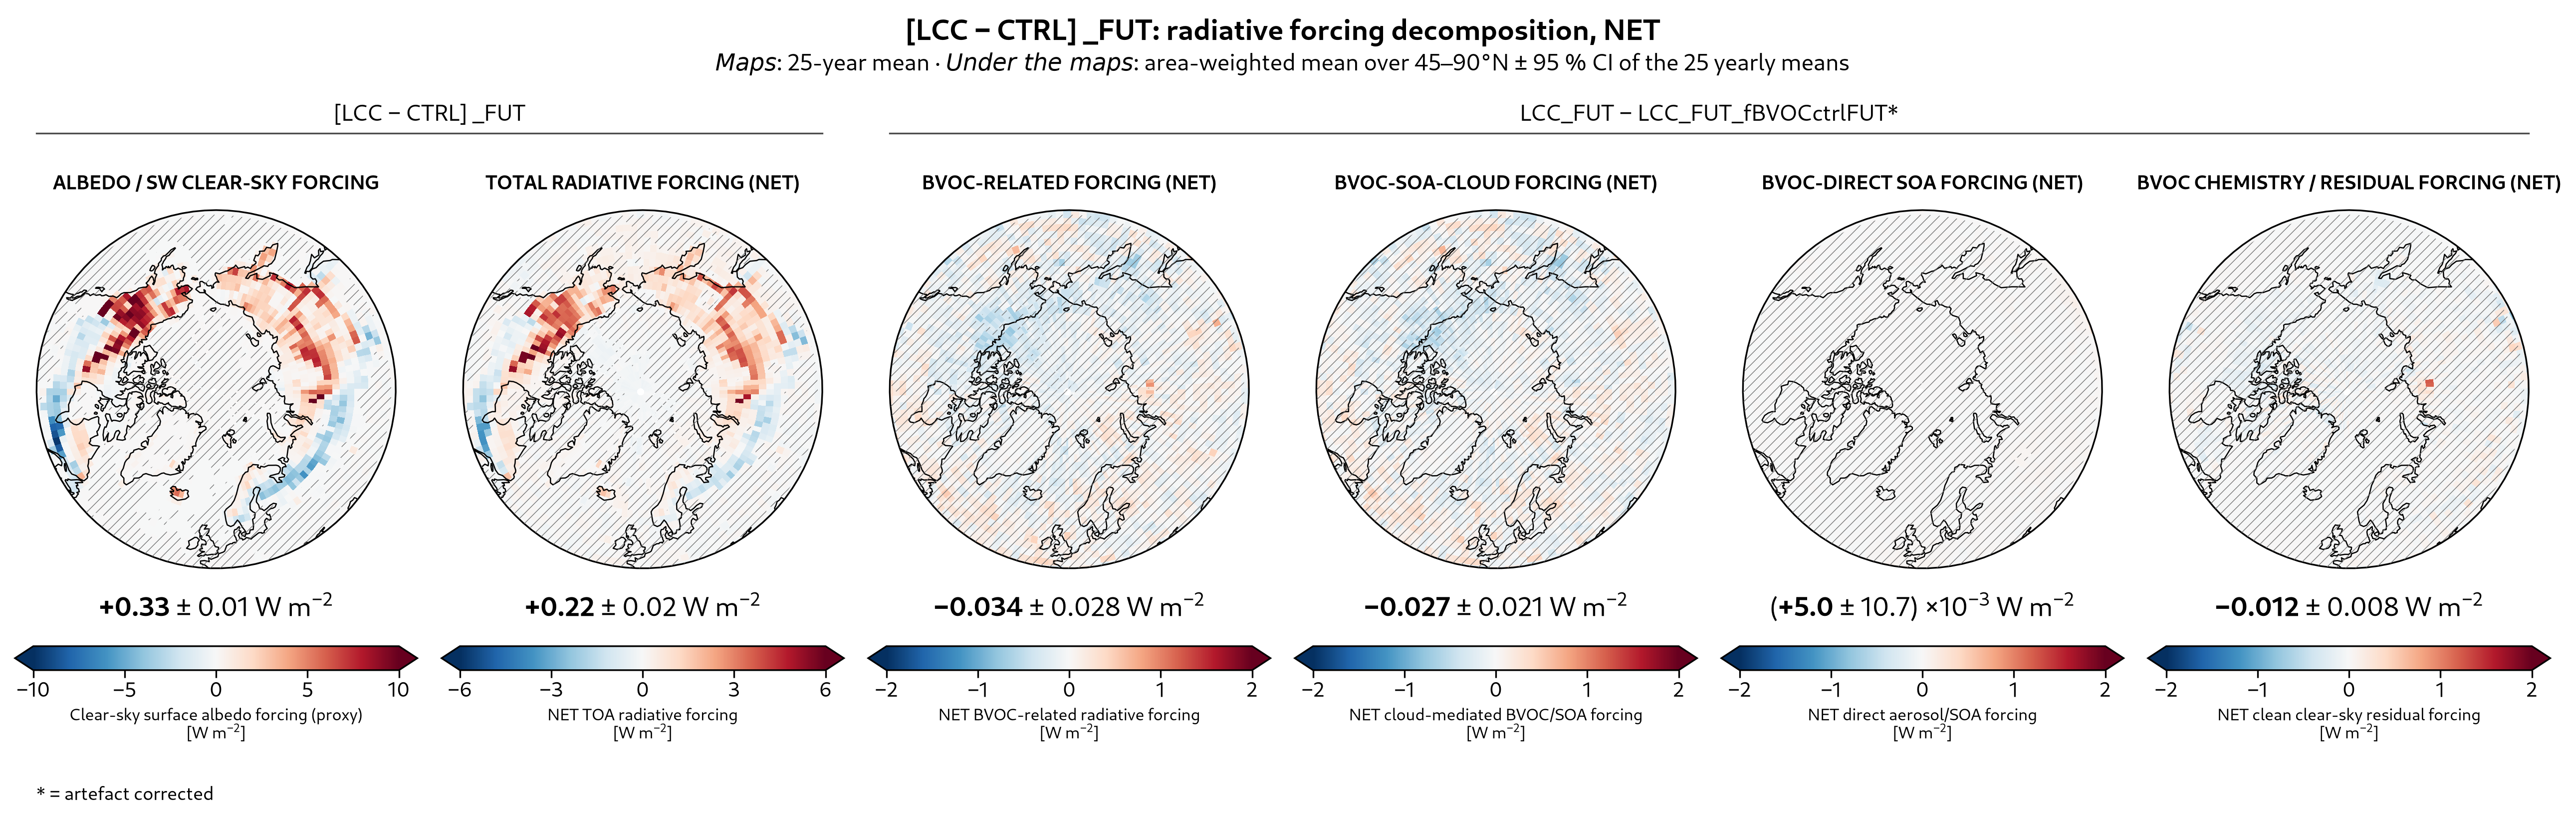 [LCC − CTRL] _FUT: radiative forcing decomposition, NET
Maps: 25-year mean · Under the maps: area-weighted mean over 45–90°N ± 95 % CI of the 25 yearly means
[LCC − CTRL] _FUT
LCC_FUT − LCC_FUT_fBVOCctrlFUT*
ALBEDO / SW CLEAR-SKY FORCING
TOTAL RADIATIVE FORCING (NET)
BVOC-RELATED FORCING (NET)
BVOC-SOA-CLOUD FORCING (NET)
BVOC-DIRECT SOA FORCING (NET)
BVOC CHEMISTRY / RESIDUAL FORCING (NET)
+0.33 ± 0.01 W m⁻²
+0.22 ± 0.02 W m⁻²
−0.034 ± 0.028 W m⁻²
−0.027 ± 0.021 W m⁻²
(+5.0 ± 10.7) ×10⁻³ W m⁻²
−0.012 ± 0.008 W m⁻²
−10 −5 0 5 10
−6 −3 0 3 6
−2 −1 0 1 2
−2 −1 0 1 2
−2 −1 0 1 2
−2 −1 0 1 2
Clear-sky surface albedo forcing (proxy)
[W m⁻²]
NET TOA radiative forcing
[W m⁻²]
NET BVOC-related radiative forcing
[W m⁻²]
NET cloud-mediated BVOC/SOA forcing
[W m⁻²]
NET direct aerosol/SOA forcing
[W m⁻²]
NET clean clear-sky residual forcing
[W m⁻²]
* = artefact corrected